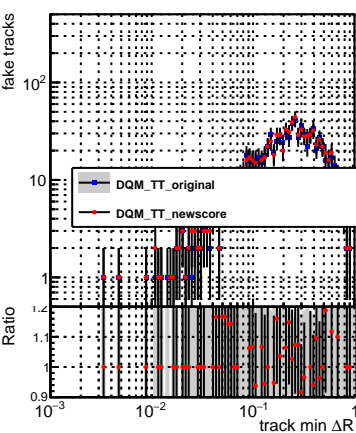 fake tracks
10²
10
1
DQM_TT_original
DQM_TT_newscore
Ratio
1.2
1.1
1
0.9
10⁻³ 10⁻² 10⁻¹ 1
track min ΔR